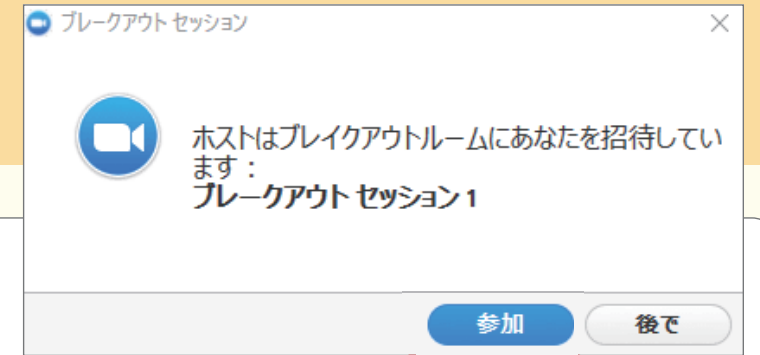 ブレークアウト セッション
ホストはブレイクアウトルームにあなたを招待してい
ます：
ブレークアウト セッション 1
参加
後で